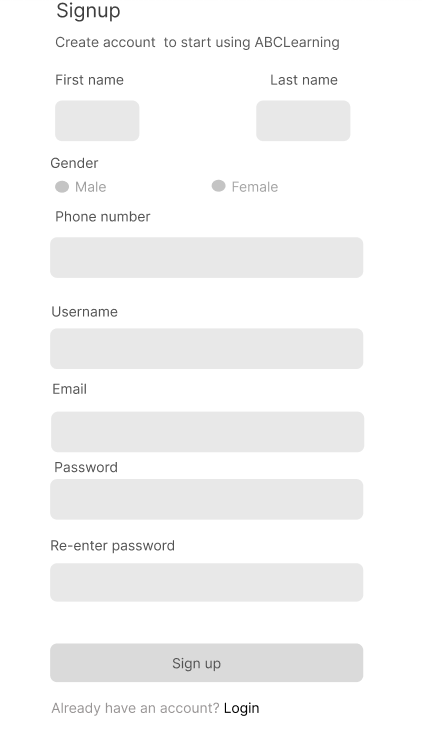 Signup
Create account to start using ABCLearning
First name Last name
Gender
Male Female
Phone number
Username
Email
Password
Re-enter password
Sign up
Already have an account? Login